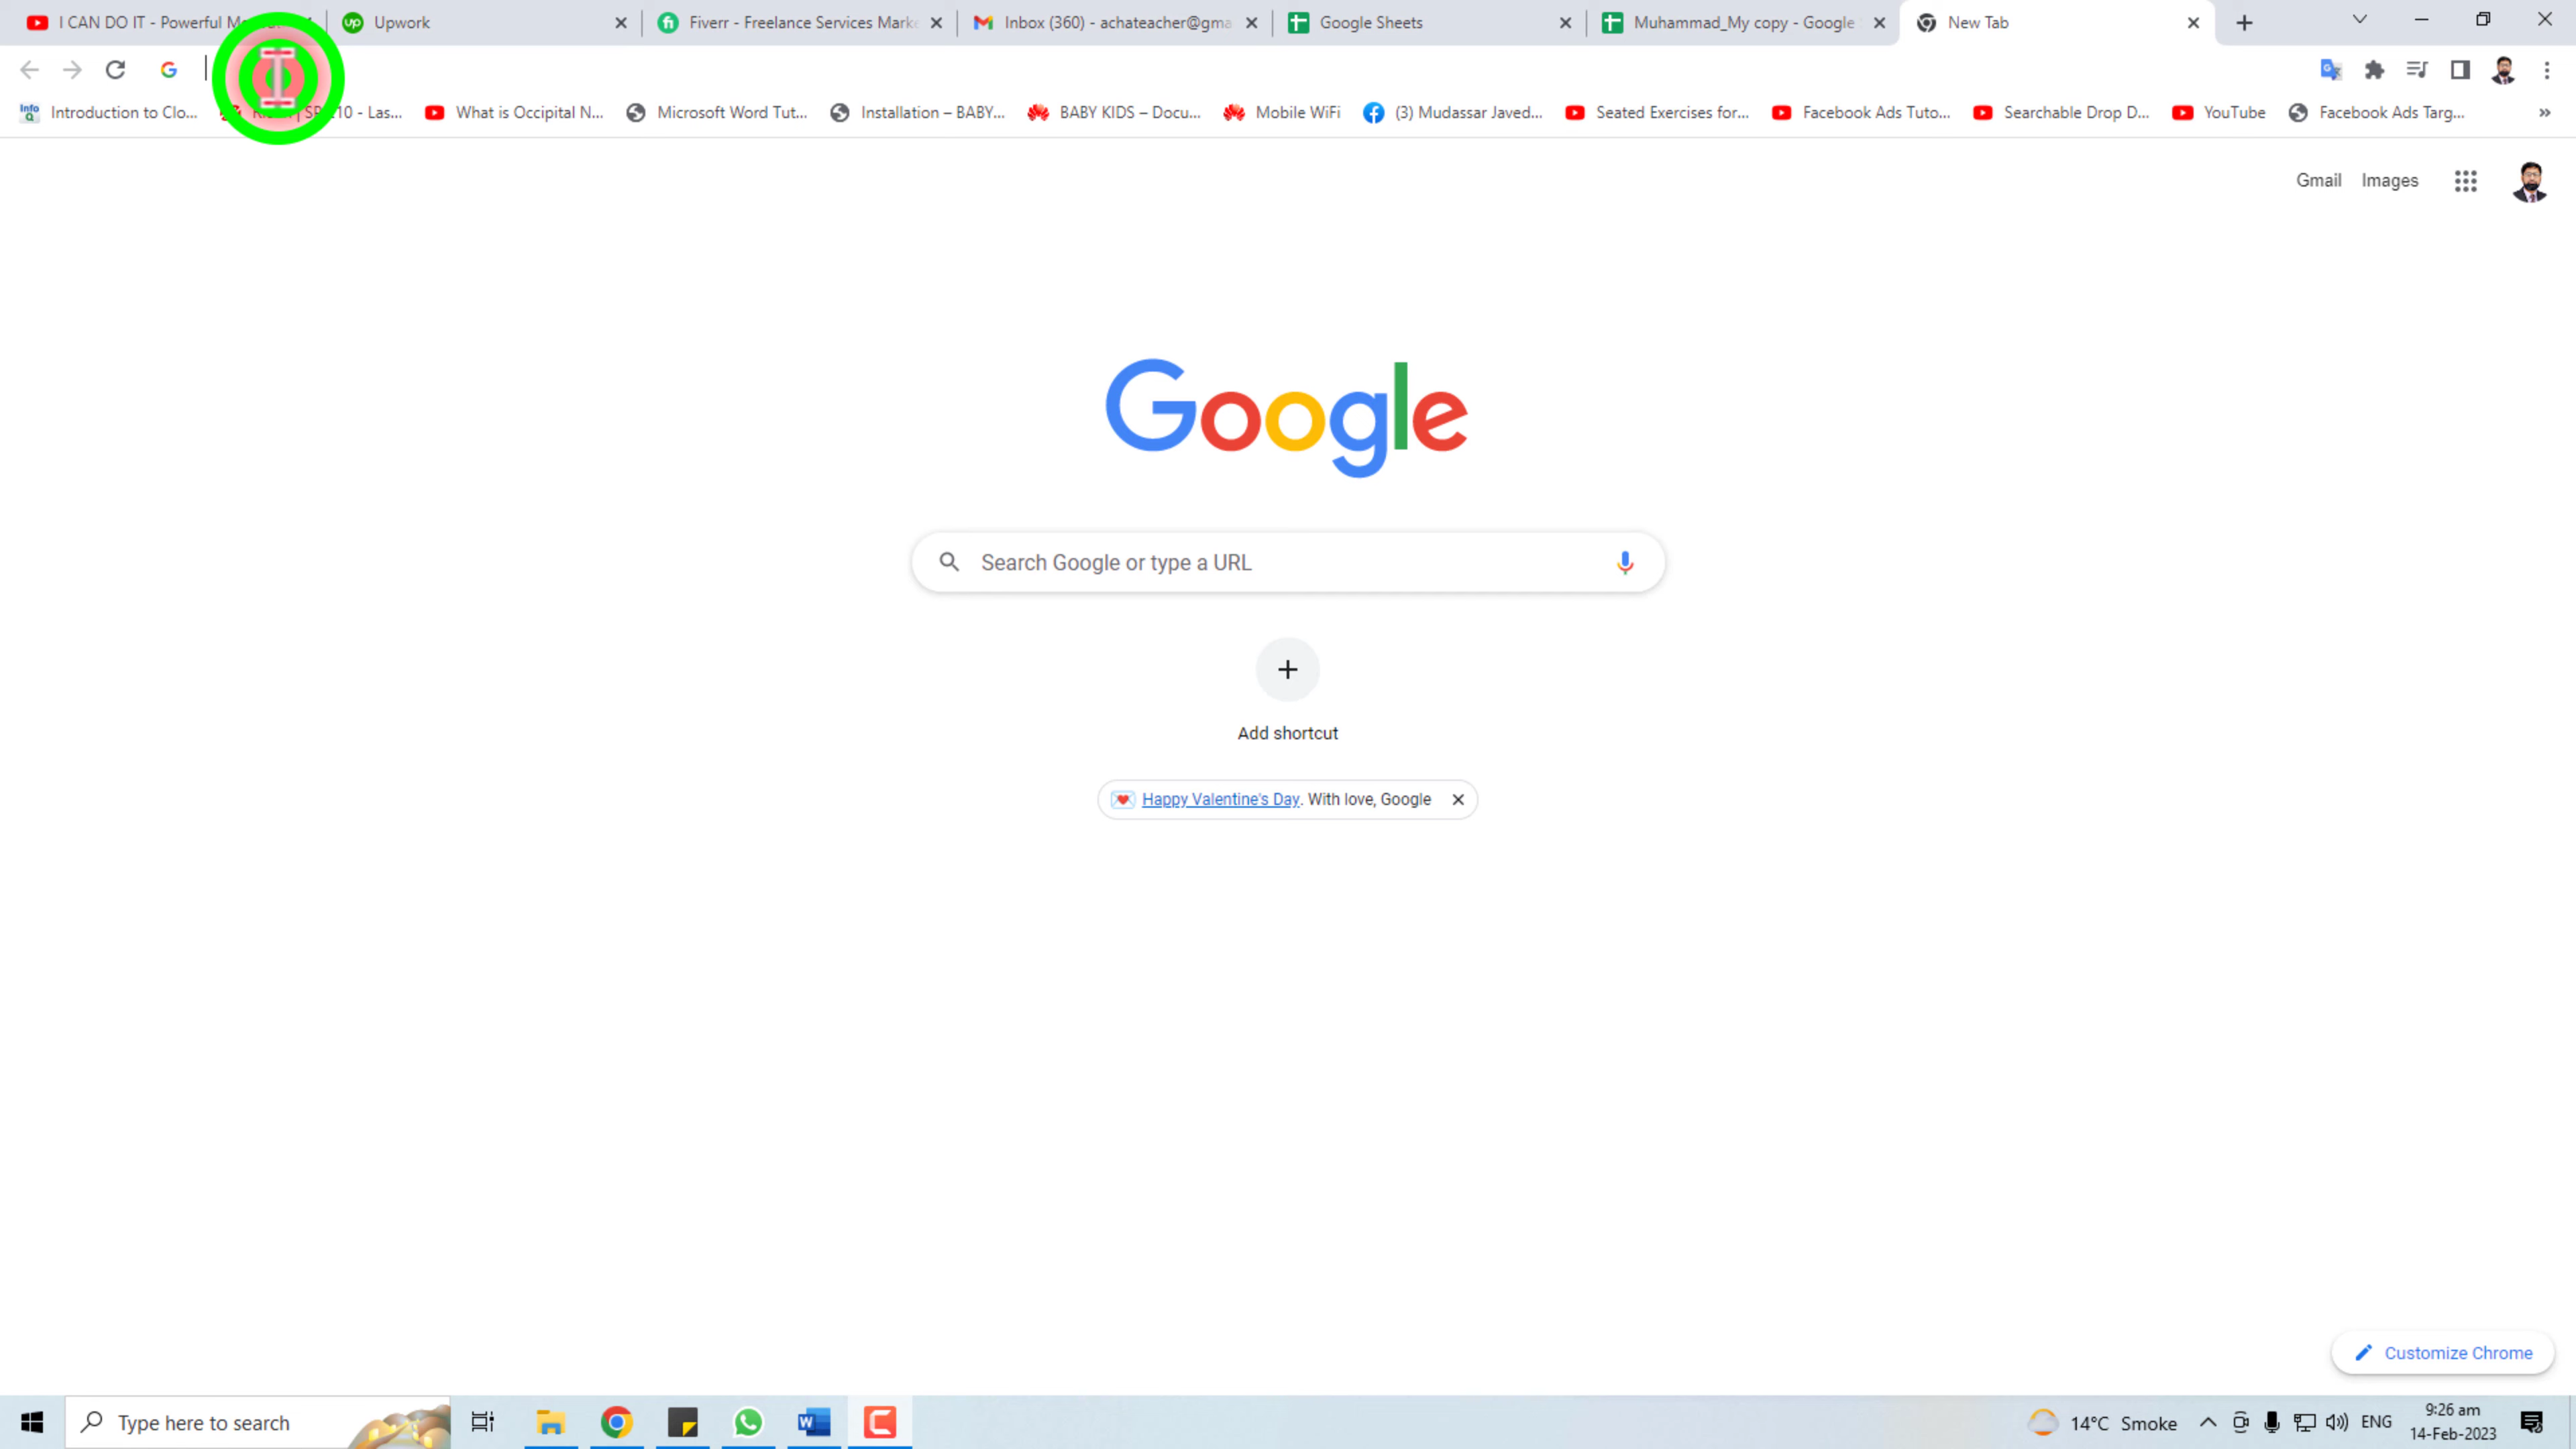 I CAN DO IT - Powerful M
Upwork
Fiverr - Freelance Services Marke
Inbox (360) - achateacher@gma
Google Sheets
Muhammad_My copy - Google
New Tab
Introduction to Clo...
10 - Las...
What is Occipital N...
Microsoft Word Tut...
Installation – BABY...
BABY KIDS – Docu...
Mobile WiFi
(3) Mudassar Javed...
Seated Exercises for...
Facebook Ads Tuto...
Searchable Drop D...
YouTube
Facebook Ads Targ...
Gmail
Images
Google
Search Google or type a URL
Add shortcut
Happy Valentine's Day. With love, Google
Customize Chrome
Type here to search
14°C Smoke
ENG
9:26 am
14-Feb-2023